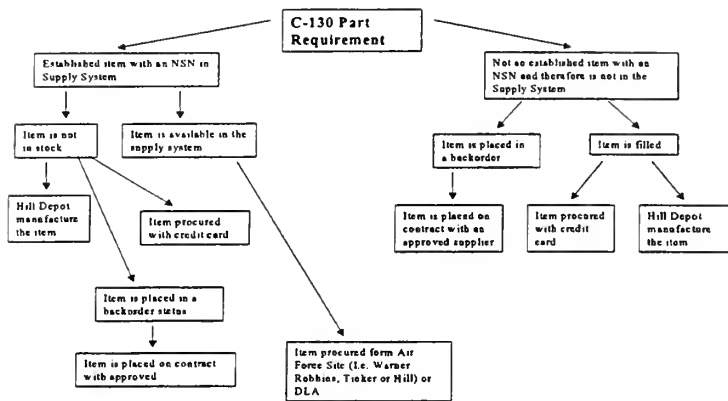 C-130 Part
Requirement
Established item with an NSN in
Supply System
Not an established item with an
NSN and therefore is not in the
Supply System
Item is not
in stock
Item is available in the
supply system
Item is placed in
a backorder
Item is filled
Hill Depot
manufacture
the item
Item procured
with credit card
Item is placed on
contract with an
approved supplier
Item procured
with credit
card
Hill Depot
manufacture
the item
Item is placed in a
backorder status
Item is placed on contract
with approved
Item procured form Air
Force Site (I.e. Warner
Robbins, Tinker or Hill) or
DLA